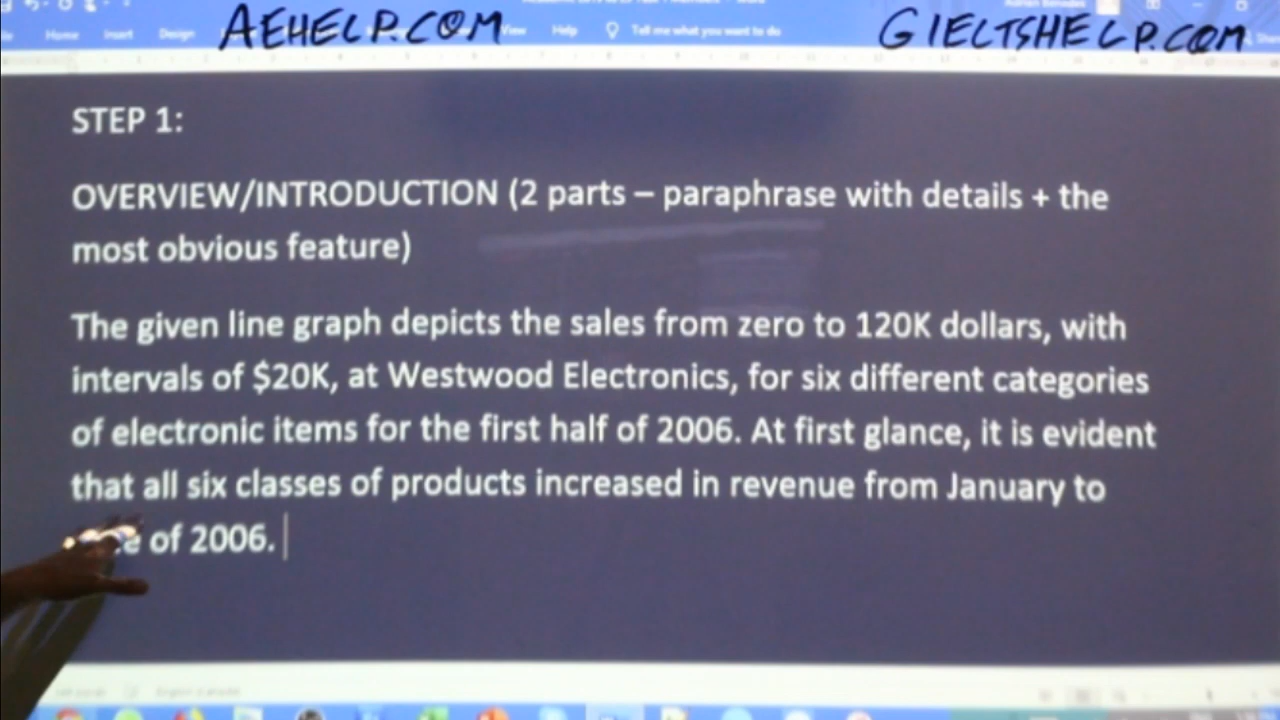 AEHELP.COM
GIELTSHELP.COM
Home Insert Design View Help Tell me what you want to do
STEP 1:
OVERVIEW/INTRODUCTION (2 parts – paraphrase with details + the
most obvious feature)
The given line graph depicts the sales from zero to 120K dollars, with
intervals of $20K, at Westwood Electronics, for six different categories
of electronic items for the first half of 2006. At first glance, it is evident
that all six classes of products increased in revenue from January to
of 2006.